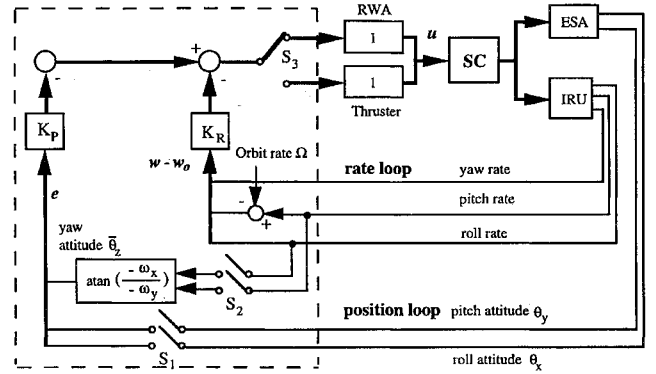 RWA
1
S3
u
SC
ESA
IRU
1
Thruster
+
-
-
KP
KR
Orbit rate Ω
w - wo
rate loop
yaw rate
e
-
+
pitch rate
roll rate
yaw
attitude θ̅z
atan ( -ωx / -ωy )
S2
position loop
pitch attitude θy
S1
roll attitude θx